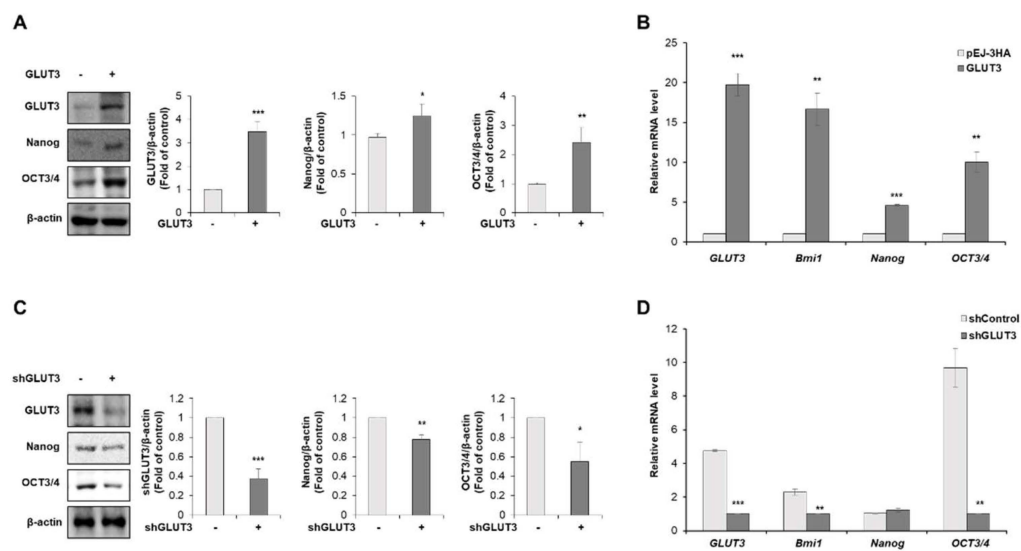 A
GLUT3 - +
GLUT3
Nanog
OCT3/4
β-actin
GLUT3/β-actin
(Fold of control)
5
4
3
2
1
0
***
- +
GLUT3
Nanog/β-actin
(Fold of control)
1.5
1
0.5
0
*
- +
GLUT3
OCT3/4/β-actin
(Fold of control)
4
3
2
1
0
**
- +
GLUT3
B
pEJ-3HA
GLUT3
Relative mRNA level
25
20
15
10
5
0
***
**
***
**
GLUT3 Bmi1 Nanog OCT3/4
C
shGLUT3 - +
GLUT3
Nanog
OCT3/4
β-actin
shGLUT3/β-actin
(Fold of control)
1.2
1
0.8
0.6
0.4
0.2
0
***
- +
shGLUT3
Nanog/β-actin
(Fold of control)
1.2
1
0.8
0.6
0.4
0.2
0
**
- +
shGLUT3
OCT3/4/β-actin
(Fold of control)
1.2
1
0.8
0.6
0.4
0.2
0
*
- +
shGLUT3
D
shControl
shGLUT3
Relative mRNA level
12
10
8
6
4
2
0
***
**
**
GLUT3 Bmi1 Nanog OCT3/4